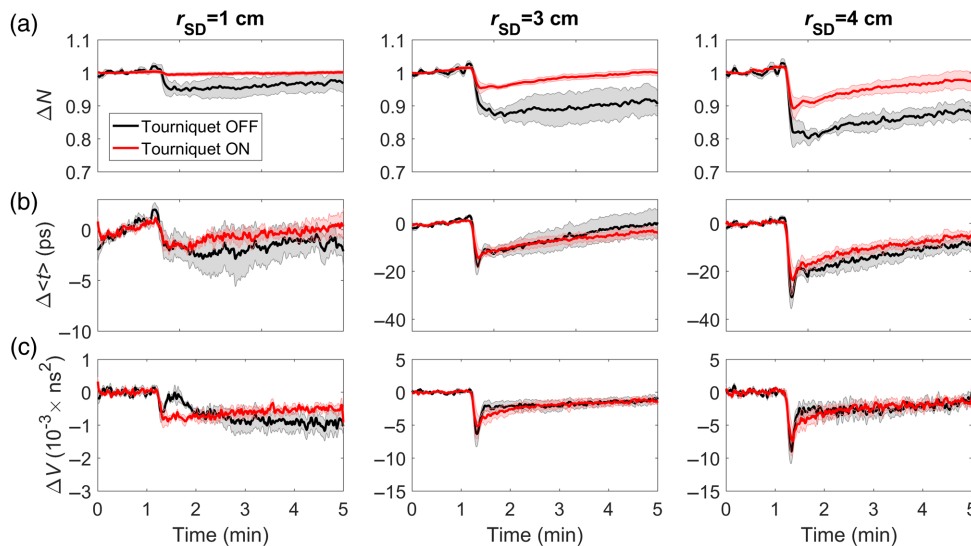 r_SD=1 cm r_SD=3 cm r_SD=4 cm
(a)
1.1 1.1 1.1
1 1 1
0.9 0.9 0.9
0.8 0.8 0.8
0.7 0.7 0.7
ΔN
Tourniquet OFF
Tourniquet ON
(b)
0 0 0
−5 −20 −20
−10 −40 −40
Δ<t> (ps)
(c)
1 5 5
0 0 0
−1 −5 −5
−2 −10 −10
−3 −15 −15
ΔV (10⁻³ × ns²)
0 1 2 3 4 5 0 1 2 3 4 5 0 1 2 3 4 5
Time (min) Time (min) Time (min)